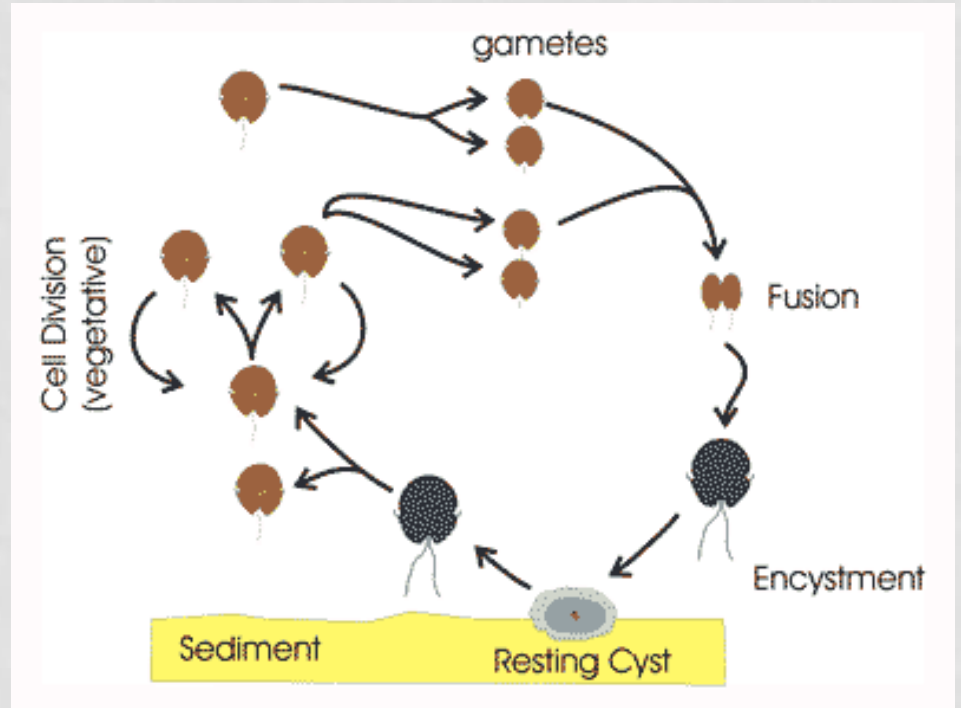 gametes
Cell Division
(vegetative)
Fusion
Encystment
Sediment
Resting Cyst